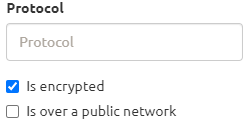 Protocol
Protocol
Is encrypted
Is over a public network